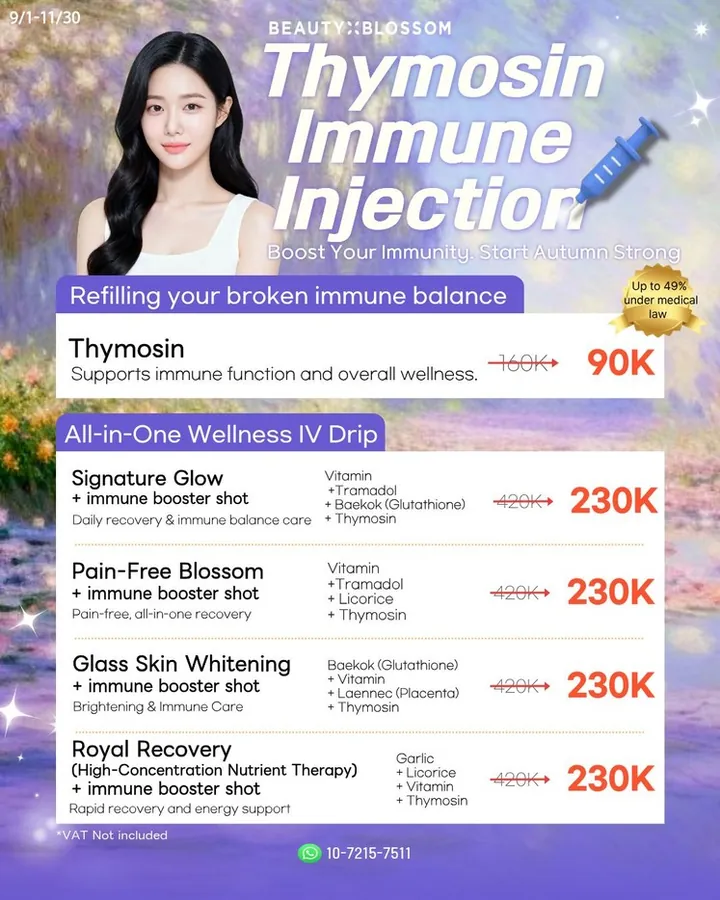 9/1-11/30
BEAUTY BLOSSOM
Thymosin
Immune
Injection
Boost Your Immunity. Start Autumn Strong
Refilling your broken immune balance
Up to 49%
under medical
law
Thymosin
Supports immune function and overall wellness.
160K
90K
All-in-One Wellness IV Drip
Signature Glow
+ immune booster shot
Daily recovery & immune balance care
Vitamin
+Tramadol
+ Baekok (Glutathione)
+ Thymosin
420K
230K
Pain-Free Blossom
+ immune booster shot
Pain-free, all-in-one recovery
Vitamin
+Tramadol
+ Licorice
+ Thymosin
420K
230K
Glass Skin Whitening
+ immune booster shot
Brightening & Immune Care
Baekok (Glutathione)
+ Vitamin
+ Laennec (Placenta)
+ Thymosin
420K
230K
Royal Recovery
(High-Concentration Nutrient Therapy)
+ immune booster shot
Rapid recovery and energy support
Garlic
+ Licorice
+ Vitamin
+ Thymosin
420K
230K
*VAT Not included
10-7215-7511